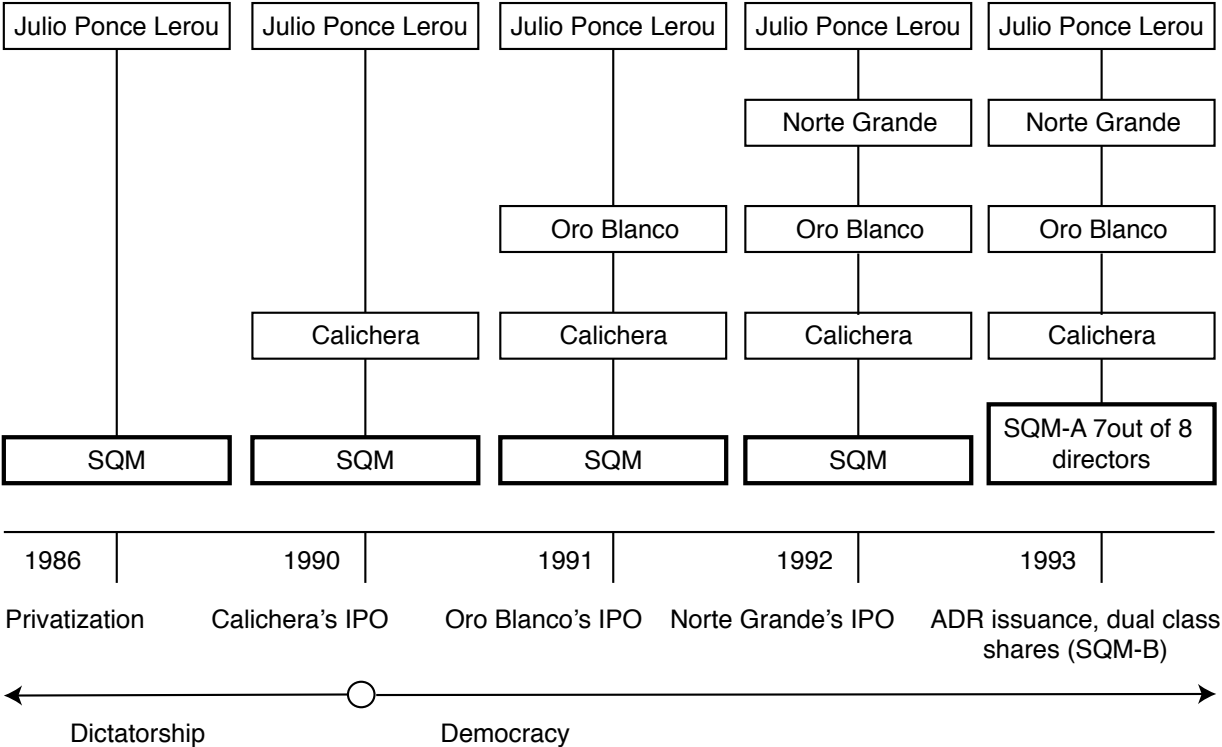 Julio Ponce Lerou
Julio Ponce Lerou
Julio Ponce Lerou
Julio Ponce Lerou
Julio Ponce Lerou
Norte Grande
Norte Grande
Oro Blanco
Oro Blanco
Oro Blanco
Calichera
Calichera
Calichera
Calichera
SQM
SQM
SQM
SQM
SQM-A 7out of 8
directors
1986
1990
1991
1992
1993
Privatization
Calichera’s IPO
Oro Blanco’s IPO
Norte Grande’s IPO
ADR issuance, dual class
shares (SQM-B)
Dictatorship
Democracy